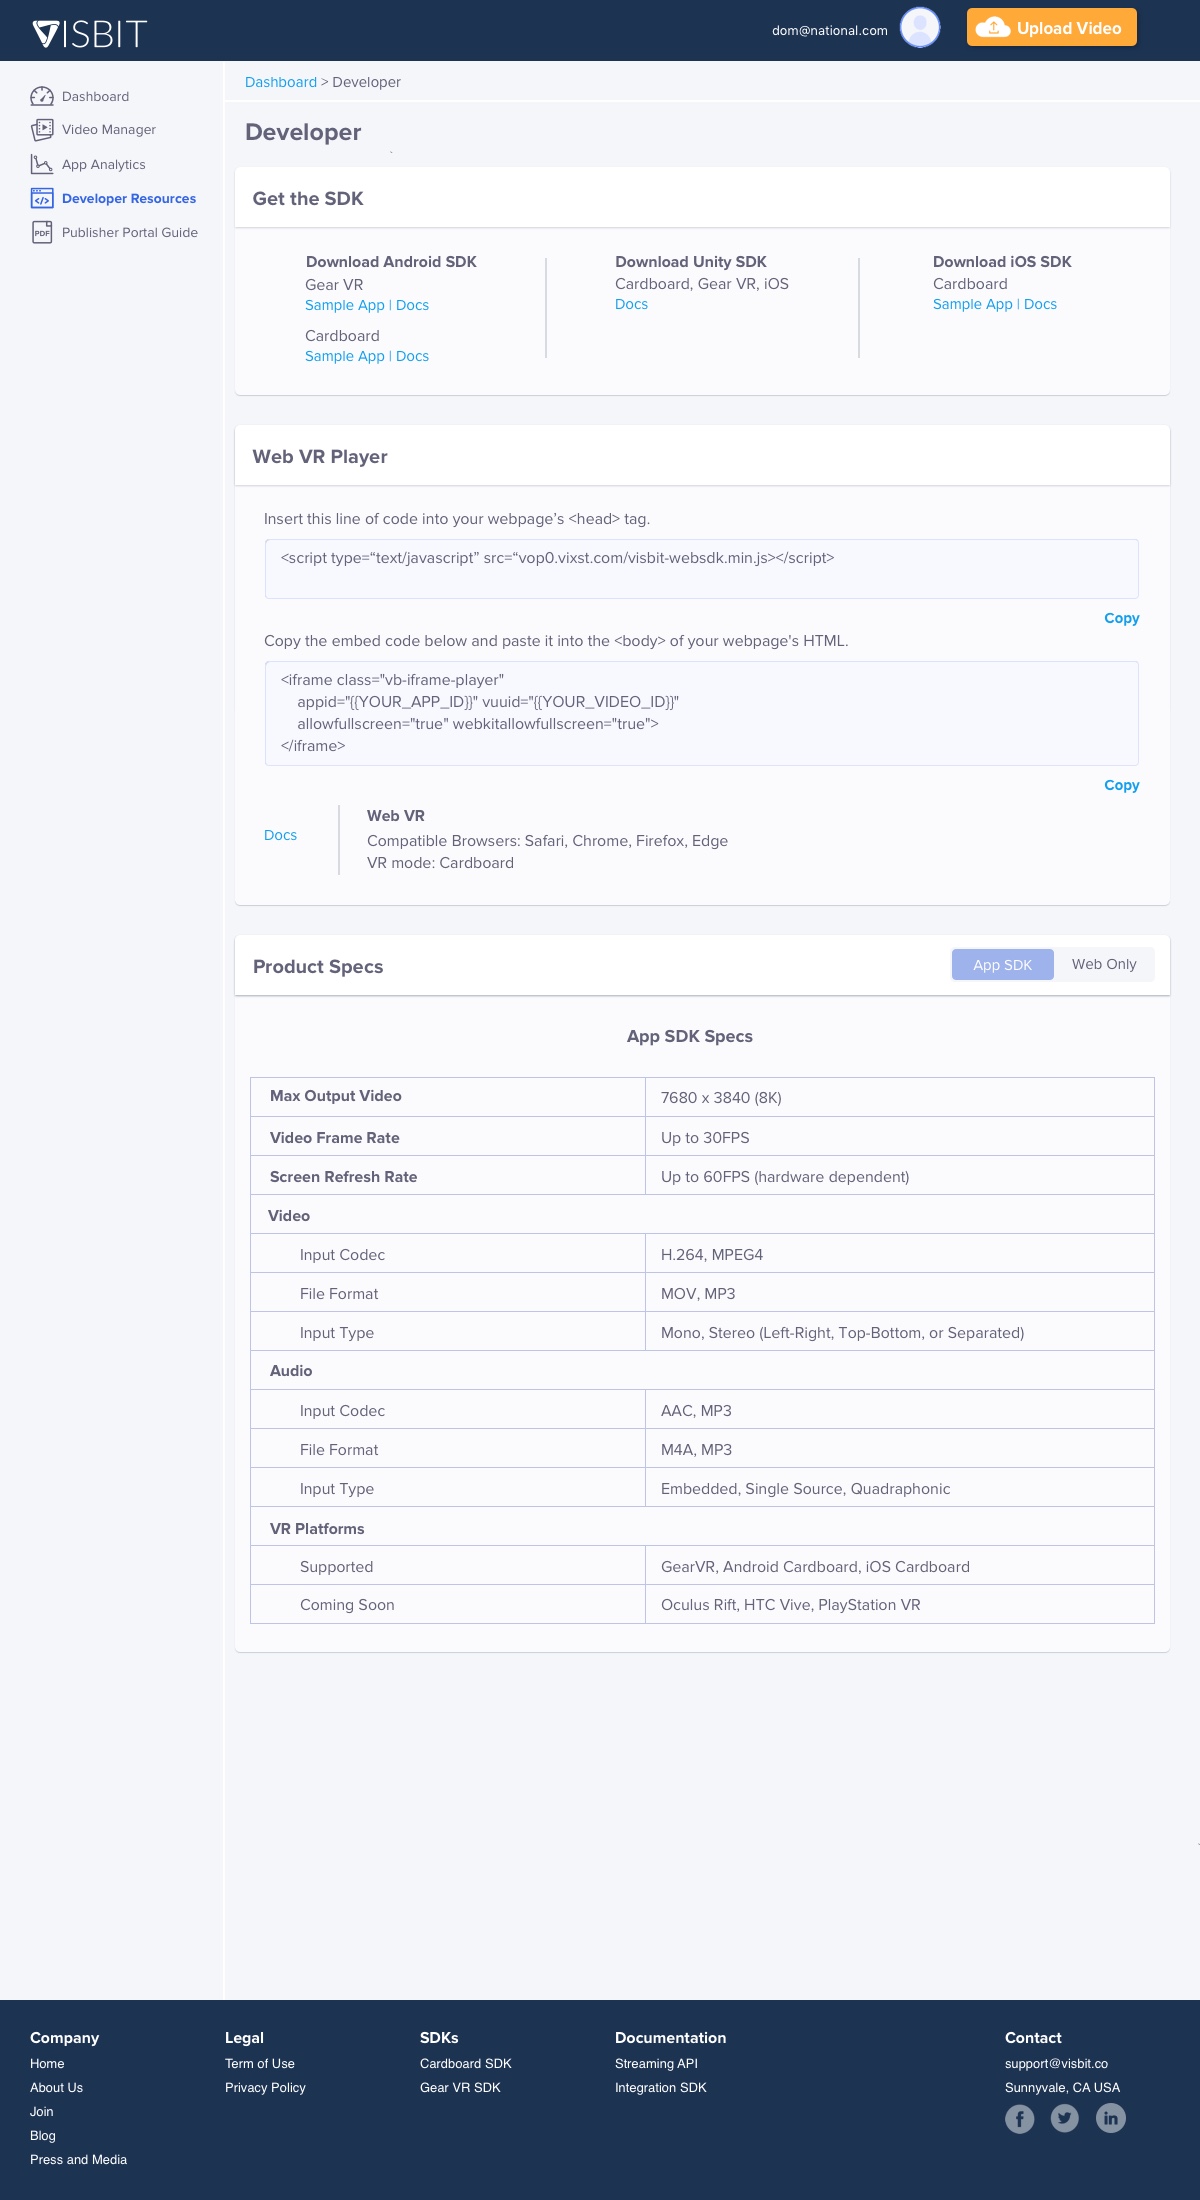 VISBIT
dom@national.com
Upload Video
Dashboard > Developer
Dashboard
Video Manager
App Analytics
Developer Resources
PDF Publisher Portal Guide
Developer
Get the SDK
Download Android SDK
Gear VR
Sample App | Docs
Cardboard
Sample App | Docs
Download Unity SDK
Cardboard, Gear VR, iOS
Docs
Download iOS SDK
Cardboard
Sample App | Docs
Web VR Player
Insert this line of code into your webpage’s <head> tag.
<script type=“text/javascript” src=“vop0.vixst.com/visbit-websdk.min.js></script>
Copy
Copy the embed code below and paste it into the <body> of your webpage's HTML.
<iframe class="vb-iframe-player"
appid="{{YOUR_APP_ID}}" vuuid="{{YOUR_VIDEO_ID}}"
allowfullscreen="true" webkitallowfullscreen="true">
</iframe>
Copy
Docs
Web VR
Compatible Browsers: Safari, Chrome, Firefox, Edge
VR mode: Cardboard
Product Specs
App SDK
Web Only
App SDK Specs
Max Output Video 7680 x 3840 (8K)
Video Frame Rate Up to 30FPS
Screen Refresh Rate Up to 60FPS (hardware dependent)
Video
Input Codec H.264, MPEG4
File Format MOV, MP3
Input Type Mono, Stereo (Left-Right, Top-Bottom, or Separated)
Audio
Input Codec AAC, MP3
File Format M4A, MP3
Input Type Embedded, Single Source, Quadraphonic
VR Platforms
Supported GearVR, Android Cardboard, iOS Cardboard
Coming Soon Oculus Rift, HTC Vive, PlayStation VR
Company
Home
About Us
Join
Blog
Press and Media
Legal
Term of Use
Privacy Policy
SDKs
Cardboard SDK
Gear VR SDK
Documentation
Streaming API
Integration SDK
Contact
support@visbit.co
Sunnyvale, CA USA
f
in